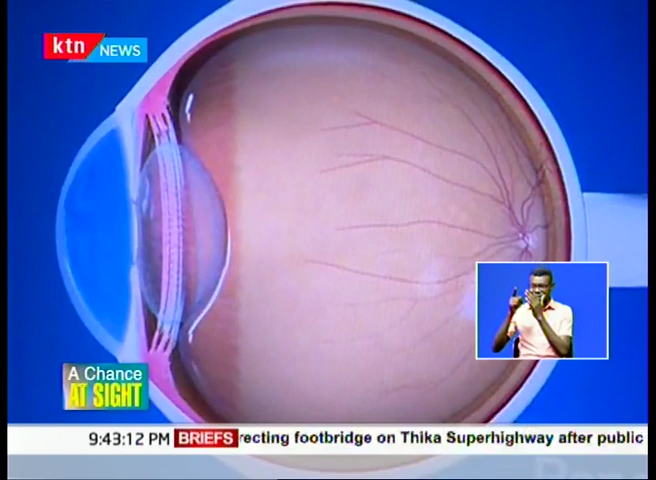 ktn NEWS
A Chance
AT SIGHT
9:43:12 PM BRIEFS recting footbridge on Thika Superhighway after public